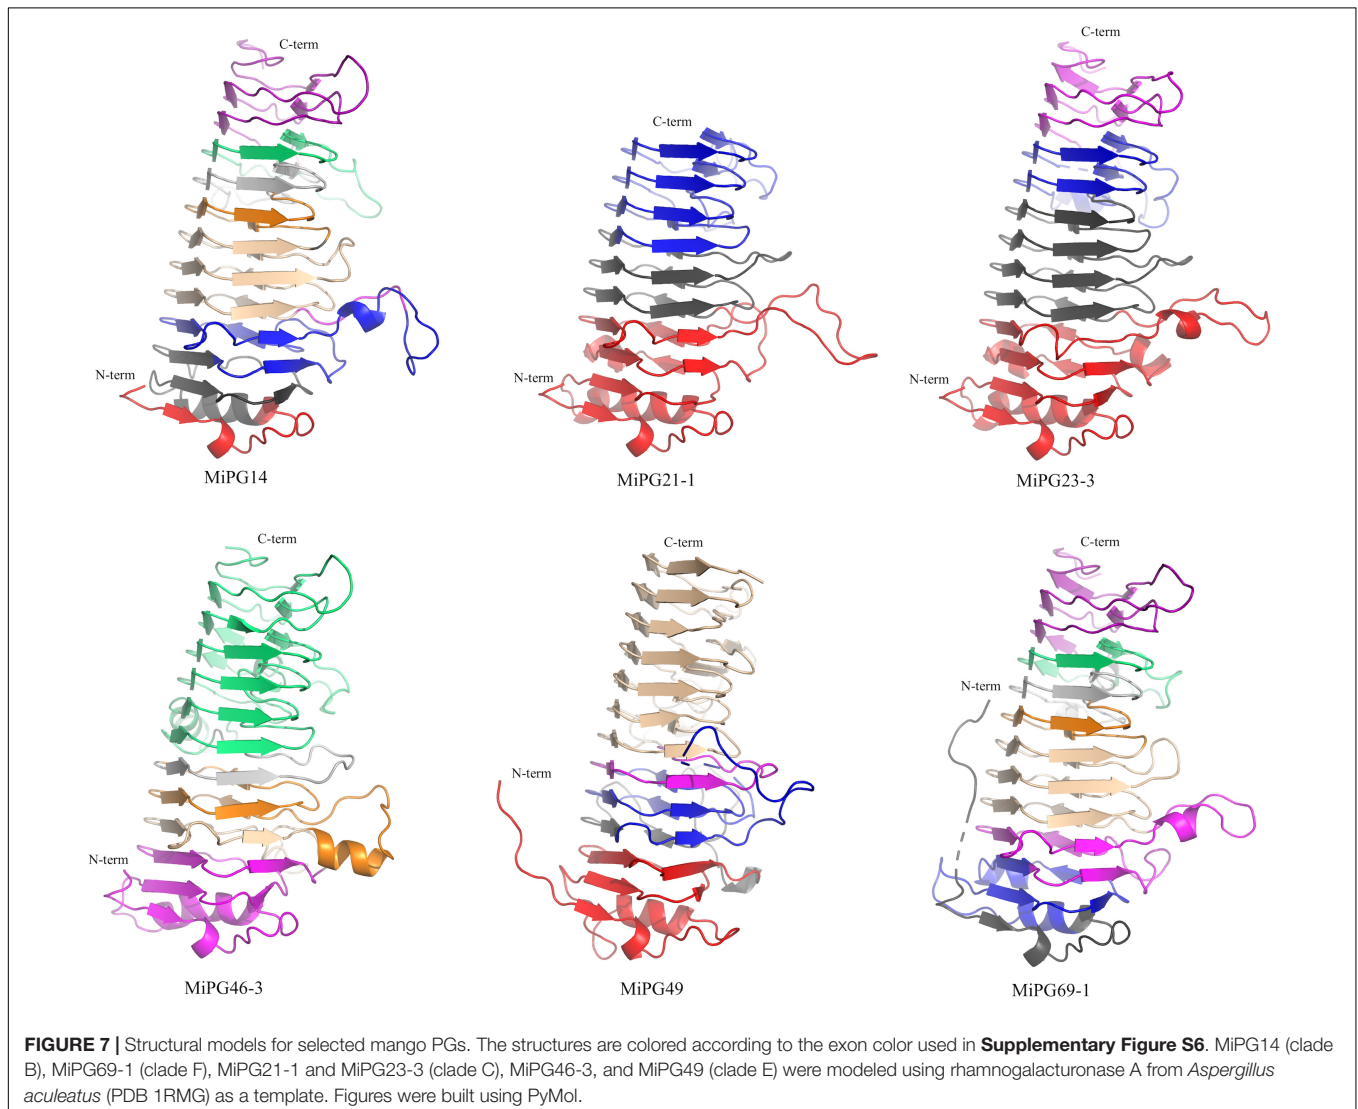 C-term
N-term
MiPG14
C-term
N-term
MiPG21-1
C-term
N-term
MiPG23-3
C-term
N-term
MiPG46-3
C-term
N-term
MiPG49
C-term
N-term
MiPG69-1
FIGURE 7 | Structural models for selected mango PGs. The structures are colored according to the exon color used in Supplementary Figure S6. MiPG14 (clade
B), MiPG69-1 (clade F), MiPG21-1 and MiPG23-3 (clade C), MiPG46-3, and MiPG49 (clade E) were modeled using rhamnogalacturonase A from Aspergillus
aculeatus (PDB 1RMG) as a template. Figures were built using PyMol.